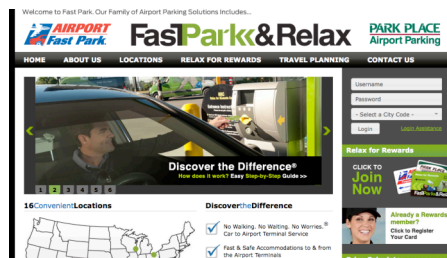 Welcome to Fast Park. Our Family of Airport Parking Solutions Includes...
AIRPORT
Fast Park.
FastPark&Relax
PARK PLACE
Airport Parking
HOME ABOUT US LOCATIONS RELAX FOR REWARDS TRAVEL PLANNING CONTACT US
Username
Password
- Select a City Code -
Login Login Assistance
Discover the Difference®
How does it work? Easy Step-by-Step Guide >>
1 2 3 4 5 6
Relax for Rewards
CLICK TO
Join
Now
16ConvenientLocations
DiscovertheDifference
No Walking. No Waiting. No Worries.®
Car to Airport Terminal Service
Fast & Safe Accommodations to & from
the Airport Terminals
Already a Rewards
member?
Click to Register
Your Card